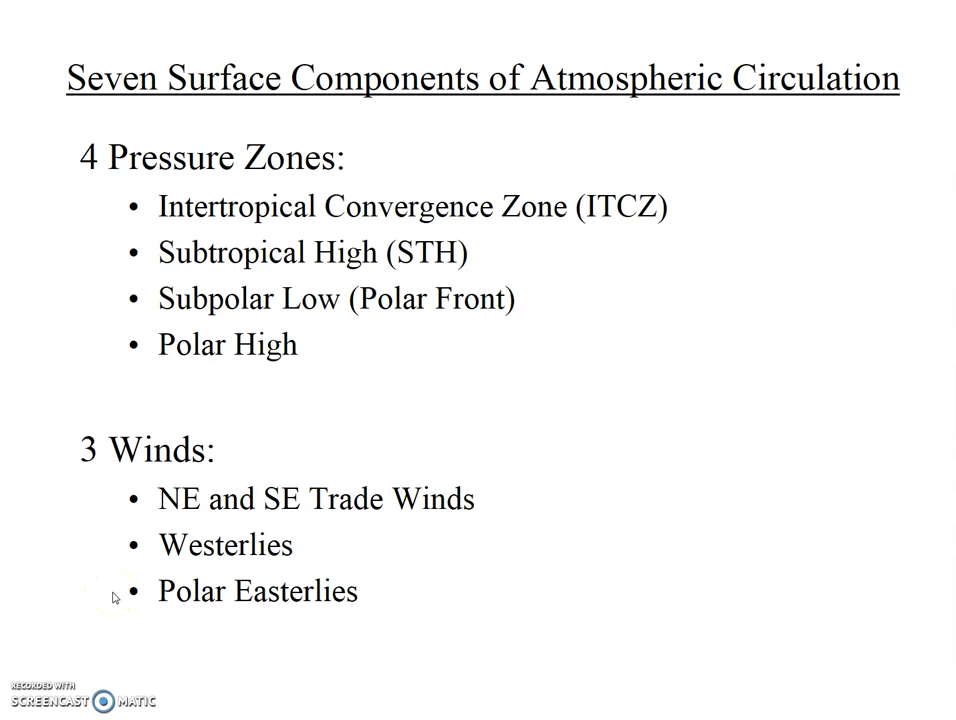 Seven Surface Components of Atmospheric Circulation
4 Pressure Zones:
• Intertropical Convergence Zone (ITCZ)
• Subtropical High (STH)
• Subpolar Low (Polar Front)
• Polar High
3 Winds:
• NE and SE Trade Winds
• Westerlies
• Polar Easterlies
RECORDED WITH
SCREENCAST MATIC